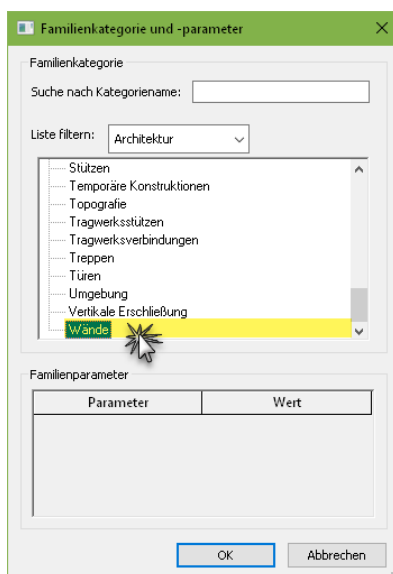 Familienkategorie und -parameter
Familienkategorie
Suche nach Kategoriename:
Liste filtern: Architektur
Stützen
Temporäre Konstruktionen
Topografie
Tragwerksstützen
Tragwerksverbindungen
Treppen
Türen
Umgebung
Vertikale Erschließung
Wände
Familienparameter
Parameter Wert
OK Abbrechen